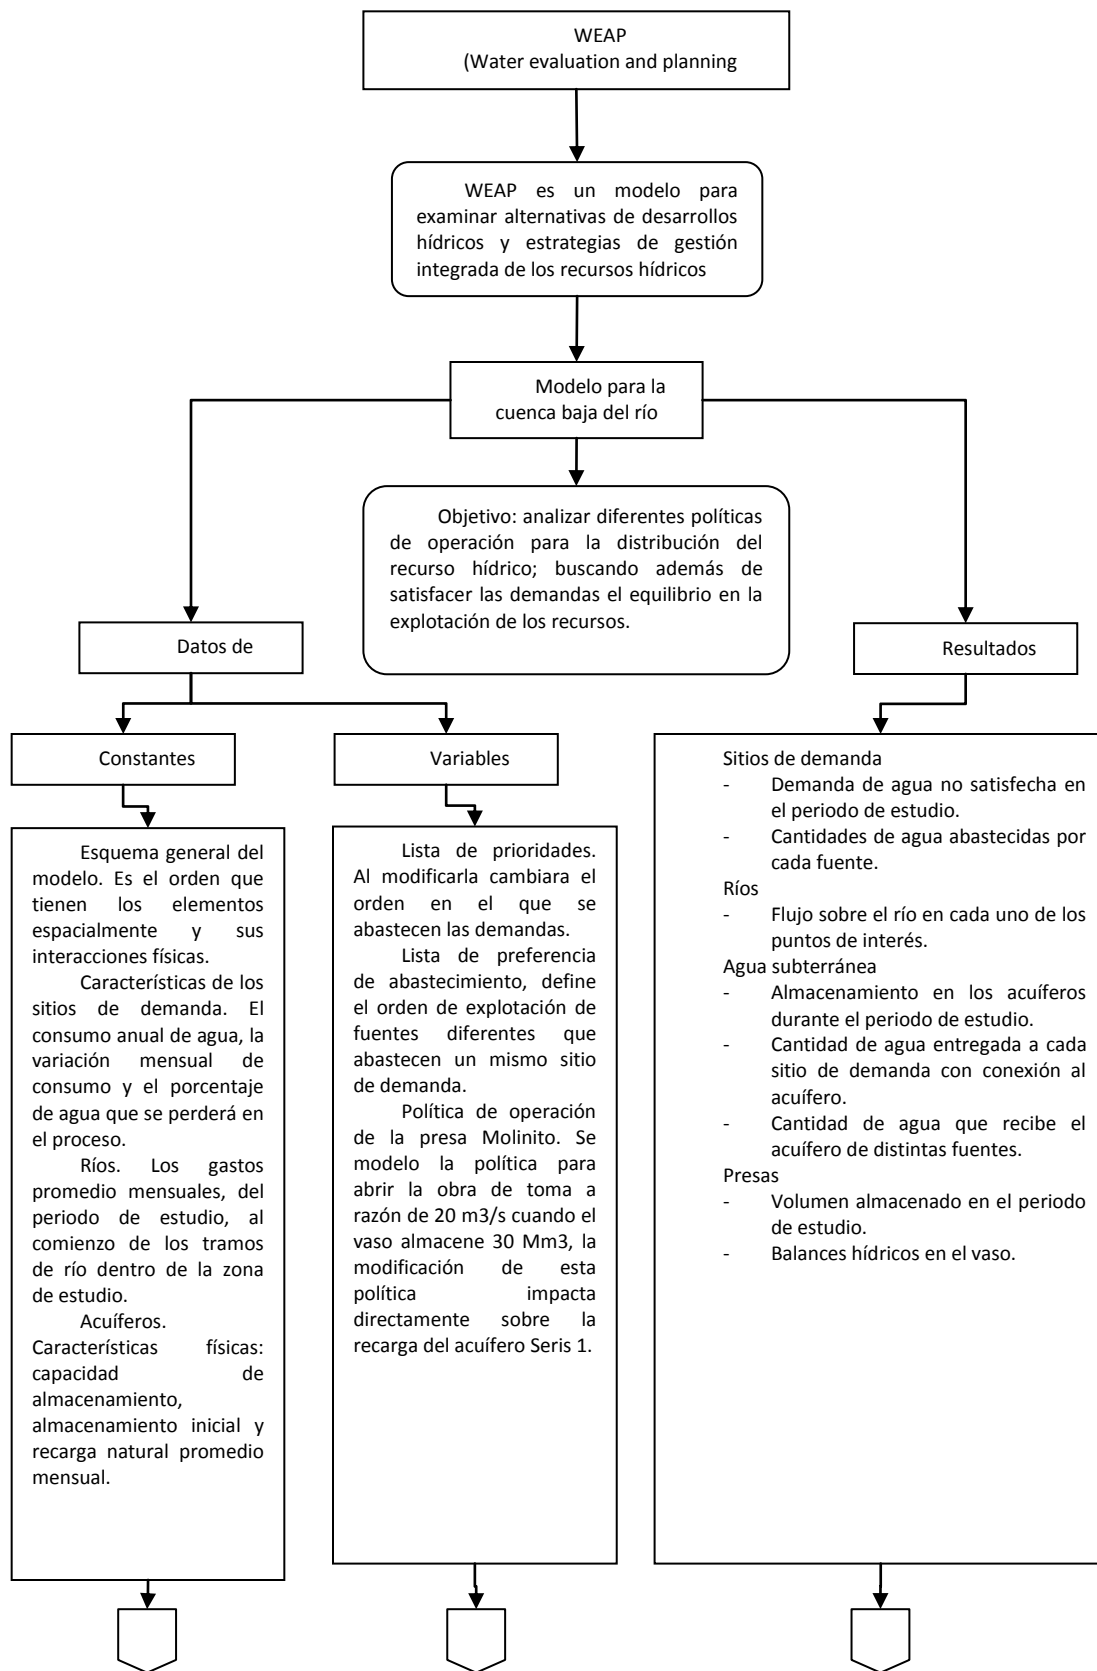 WEAP
(Water evaluation and planning
WEAP es un modelo para
examinar alternativas de desarrollos
hídricos y estrategias de gestión
integrada de los recursos hídricos
Modelo para la
cuenca baja del río
Objetivo: analizar diferentes políticas
de operación para la distribución del
recurso hídrico; buscando además de
satisfacer las demandas el equilibrio en la
explotación de los recursos.
Datos de
Resultados
Constantes
Variables
Esquema general del
modelo. Es el orden que
tienen los elementos
espacialmente y sus
interacciones físicas.
Características de los
sitios de demanda. El
consumo anual de agua, la
variación mensual de
consumo y el porcentaje
de agua que se perderá en
el proceso.
Ríos. Los gastos
promedio mensuales, del
periodo de estudio, al
comienzo de los tramos
de río dentro de la zona
de estudio.
Acuíferos.
Características físicas:
capacidad de
almacenamiento,
almacenamiento inicial y
recarga natural promedio
mensual.
Lista de prioridades.
Al modificarla cambiara el
orden en el que se
abastecen las demandas.
Lista de preferencia
de abastecimiento, define
el orden de explotación de
fuentes diferentes que
abastecen un mismo sitio
de demanda.
Política de operación
de la presa Molinito. Se
modelo la política para
abrir la obra de toma a
razón de 20 m3/s cuando el
vaso almacene 30 Mm3, la
modificación de esta
política impacta
directamente sobre la
recarga del acuífero Seris 1.
Sitios de demanda
- Demanda de agua no satisfecha en
el periodo de estudio.
- Cantidades de agua abastecidas por
cada fuente.
Ríos
- Flujo sobre el río en cada uno de los
puntos de interés.
Agua subterránea
- Almacenamiento en los acuíferos
durante el periodo de estudio.
- Cantidad de agua entregada a cada
sitio de demanda con conexión al
acuífero.
- Cantidad de agua que recibe el
acuífero de distintas fuentes.
Presas
- Volumen almacenado en el periodo
de estudio.
- Balances hídricos en el vaso.